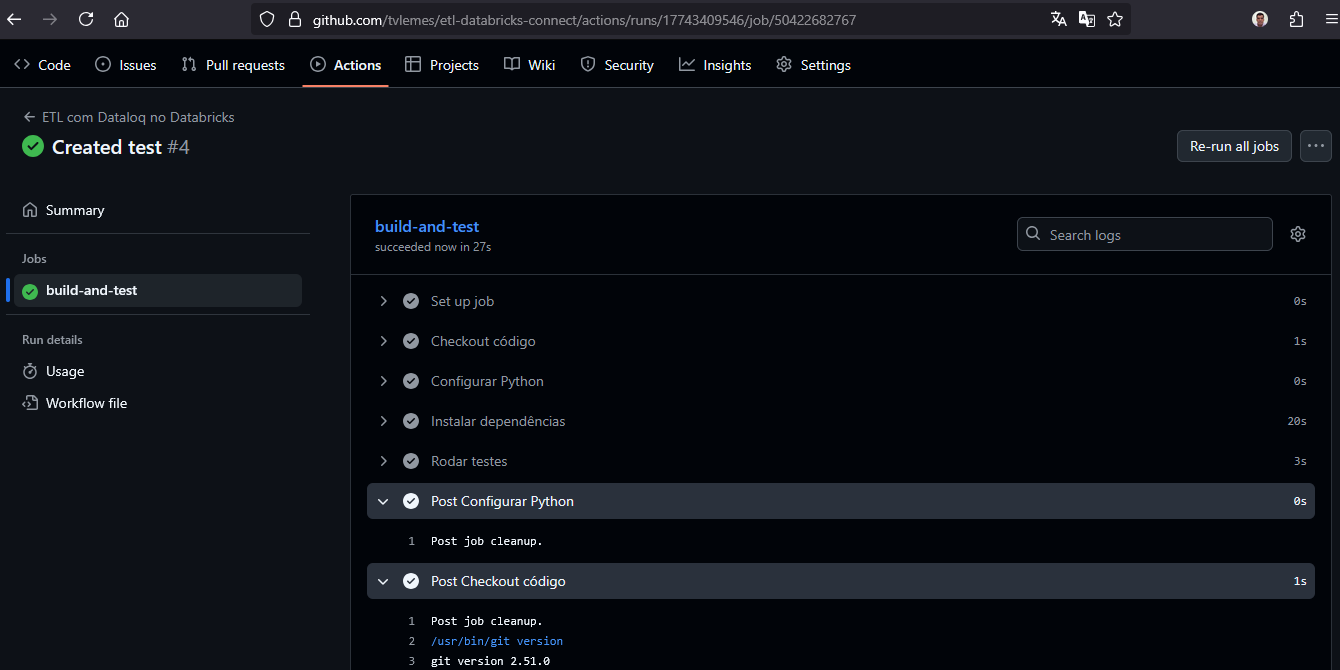 github.com/tvlemes/etl-databricks-connect/actions/runs/17743409546/job/50422682767
Code Issues Pull requests Actions Projects Wiki Security Insights Settings
ETL com Dataloq no Databricks
Created test #4
Re-run all jobs
Summary
Jobs
build-and-test
Run details
Usage
Workflow file
build-and-test
succeeded now in 27s
Search logs
Set up job 0s
Checkout código 1s
Configurar Python 0s
Instalar dependências 20s
Rodar testes 3s
Post Configurar Python 0s
1 Post job cleanup.
Post Checkout código 1s
1 Post job cleanup.
2 /usr/bin/git version
3 git version 2.51.0